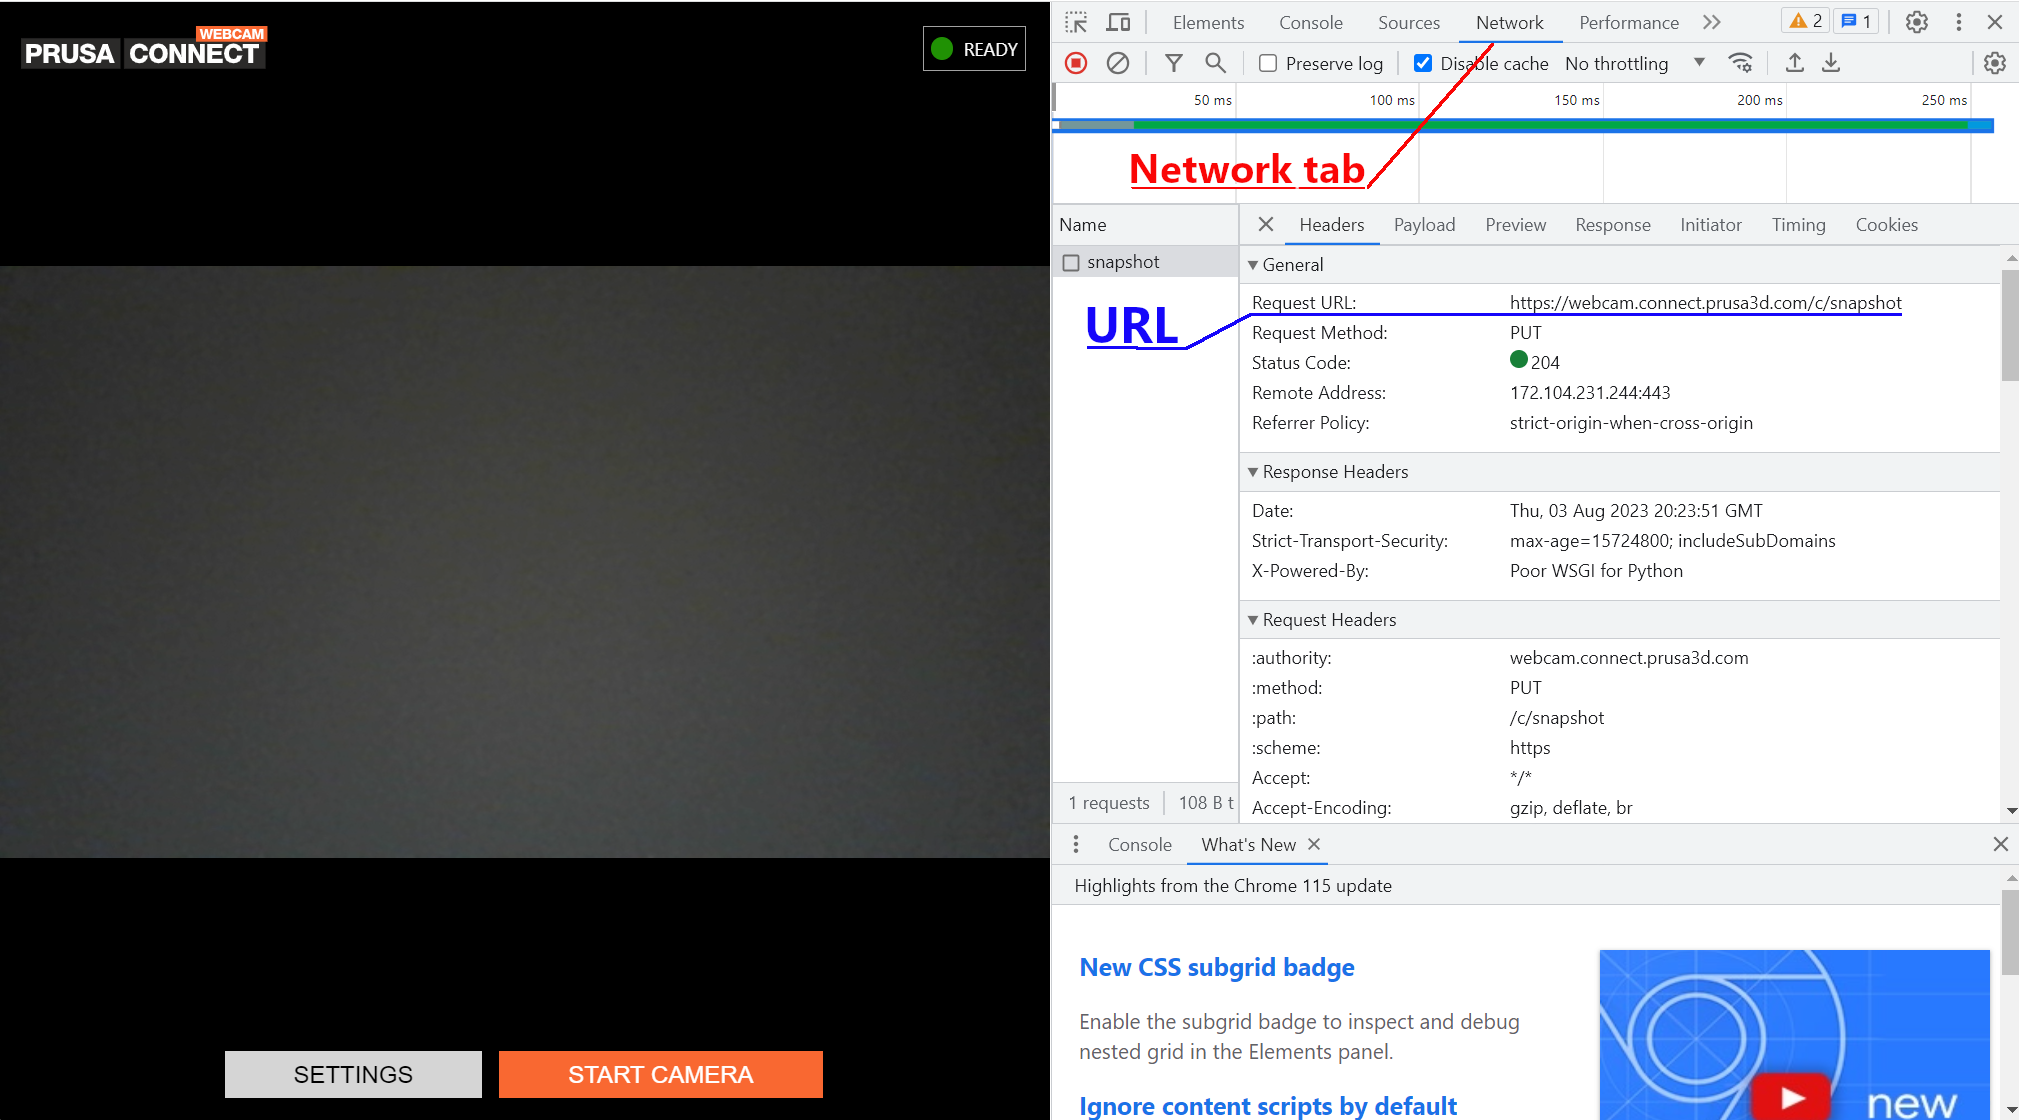 WEBCAM
PRUSA CONNECT
READY
SETTINGS
START CAMERA
Elements Console Sources Network Performance 2 1
Preserve log Disable cache No throttling
50 ms 100 ms 150 ms 200 ms 250 ms
Network tab
Name
snapshot
URL
1 requests 108 B t
Headers Payload Preview Response Initiator Timing Cookies
General
Request URL: https://webcam.connect.prusa3d.com/c/snapshot
Request Method: PUT
Status Code: 204
Remote Address: 172.104.231.244:443
Referrer Policy: strict-origin-when-cross-origin
Response Headers
Date: Thu, 03 Aug 2023 20:23:51 GMT
Strict-Transport-Security: max-age=15724800; includeSubDomains
X-Powered-By: Poor WSGI for Python
Request Headers
:authority: webcam.connect.prusa3d.com
:method: PUT
:path: /c/snapshot
:scheme: https
Accept: */*
Accept-Encoding: gzip, deflate, br
Console What's New
Highlights from the Chrome 115 update
New CSS subgrid badge
Enable the subgrid badge to inspect and debug
nested grid in the Elements panel.
Ignore content scripts by default
new